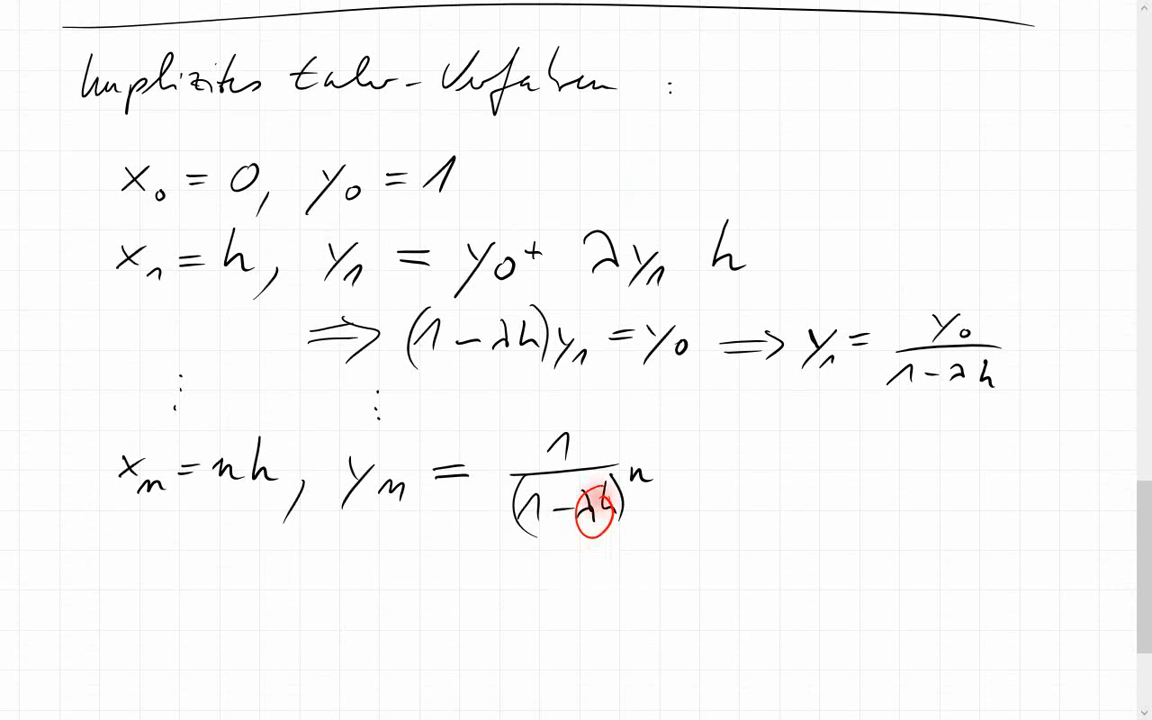 Implizites Euler-Verfahren :
x₀ = 0, y₀ = 1
x₁ = h, y₁ = y₀ + λy₁ h
⟹ (1 - λh)y₁ = y₀ ⟹ y₁ = y₀/(1 - λh)
⋮ ⋮
xₙ = nh, yₙ = 1/(1 - λh)ⁿ